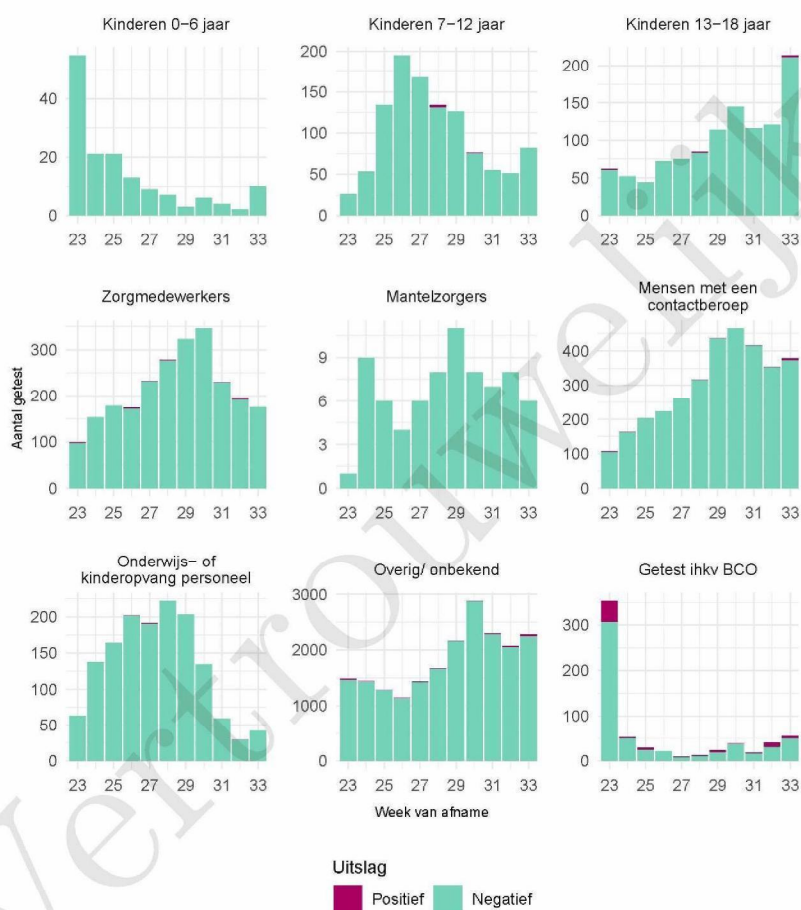 Kinderen 0−6 jaar
Kinderen 7−12 jaar
Kinderen 13−18 jaar
40
20
0
23 25 27 29 31 33
200
150
100
50
0
23 25 27 29 31 33
200
150
100
50
0
23 25 27 29 31 33
Zorgmedewerkers
Mantelzorgers
Mensen met een
contactberoep
Aantal getest
300
200
100
0
23 25 27 29 31 33
9
6
3
0
23 25 27 29 31 33
400
300
200
100
0
23 25 27 29 31 33
Onderwijs− of
kinderopvang personeel
Overig/ onbekend
Getest ihkv BCO
200
150
100
50
0
23 25 27 29 31 33
3000
2000
1000
0
23 25 27 29 31 33
300
200
100
0
23 25 27 29 31 33
Week van afname
Uitslag
Positief Negatief
Vertrouwelijk